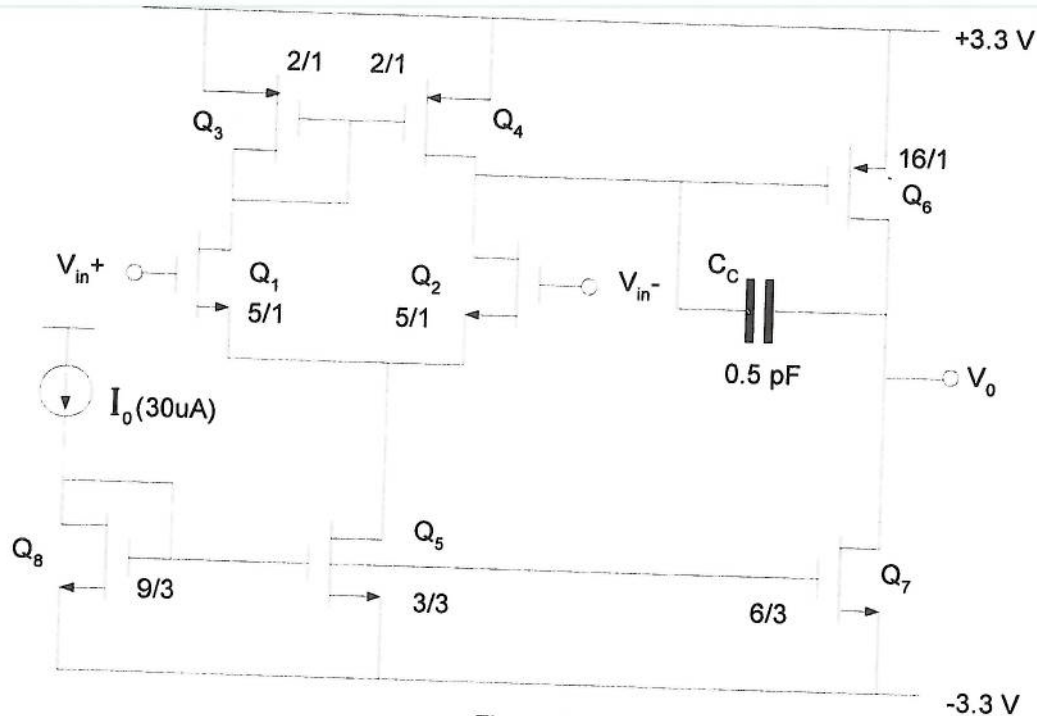 +3.3 V
2/1
2/1
Q3
Q4
16/1
Q6
Vin+
Q1
Q2
Vin-
CC
5/1
5/1
0.5 pF
V0
I0 (30uA)
Q8
Q5
Q7
9/3
3/3
6/3
-3.3 V